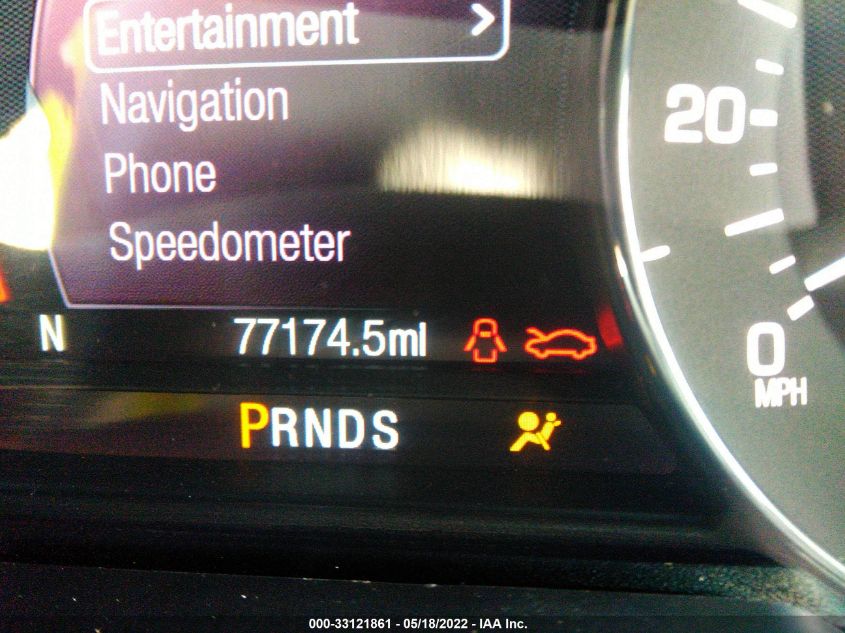 Entertainment >
Navigation
Phone
Speedometer
20
0
MPH
N 77174.5mi
PRNDS
000-33121861 - 05/18/2022 - IAA Inc.